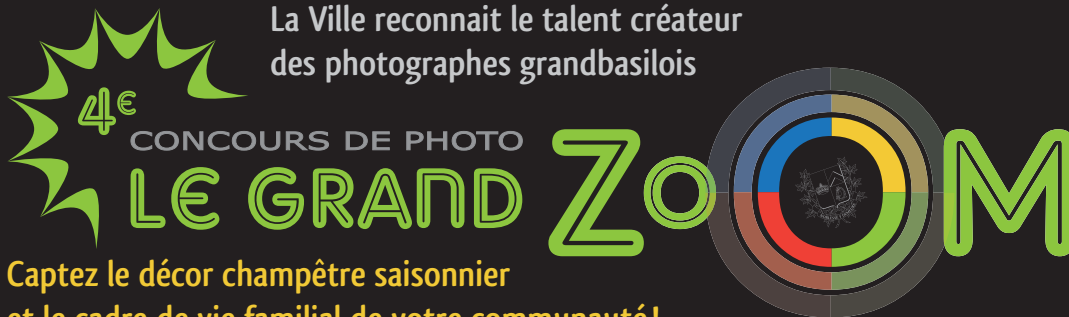 La Ville reconnait le talent créateur
des photographes grandbasilois
4e
CONCOURS DE PHOTO
LE GRAND ZOOM
Captez le décor champêtre saisonnier
et le cadre de vie familial de votre communauté!